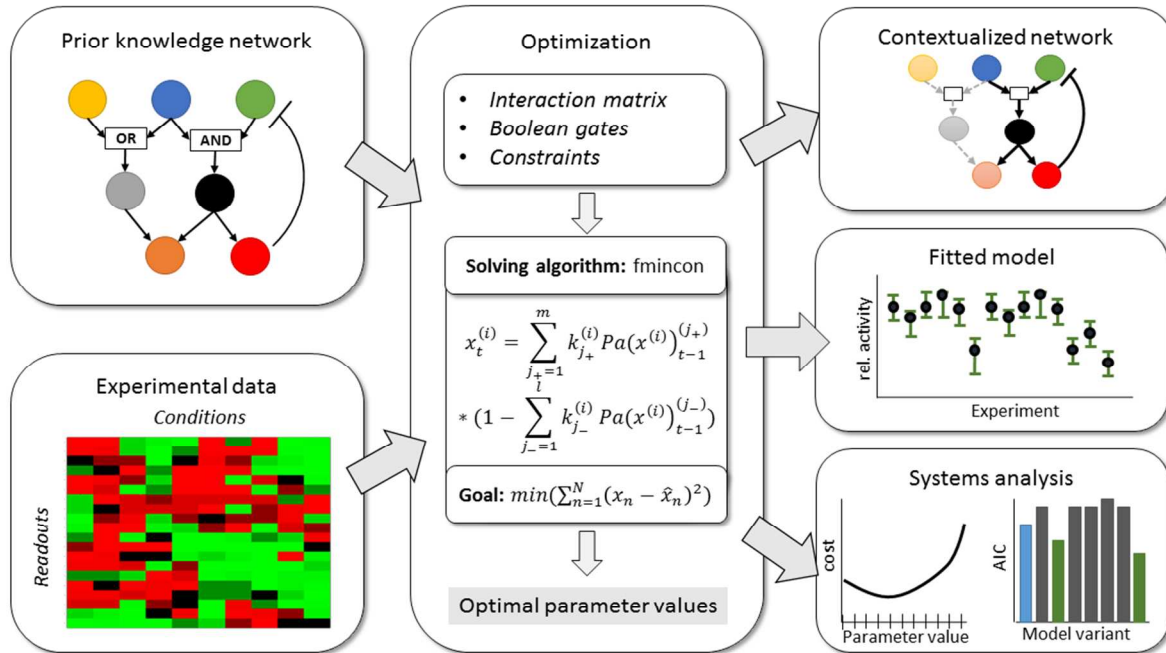 Prior knowledge network
OR
AND
Experimental data
Conditions
Readouts
Optimization
• Interaction matrix
• Boolean gates
• Constraints
Solving algorithm: fmincon
x_t^{(i)} = \sum_{j_+=1}^{m} k_{j_+}^{(i)} Pa(x^{(i)})_{t-1}^{(j_+)}
* (1 - \sum_{j_-=1}^{l} k_{j_-}^{(i)} Pa(x^{(i)})_{t-1}^{(j_-)})
Goal: min(\sum_{n=1}^{N} (x_n - \hat{x}_n)^2)
Optimal parameter values
Contextualized network
Fitted model
rel. activity
Experiment
Systems analysis
cost
Parameter value
AIC
Model variant